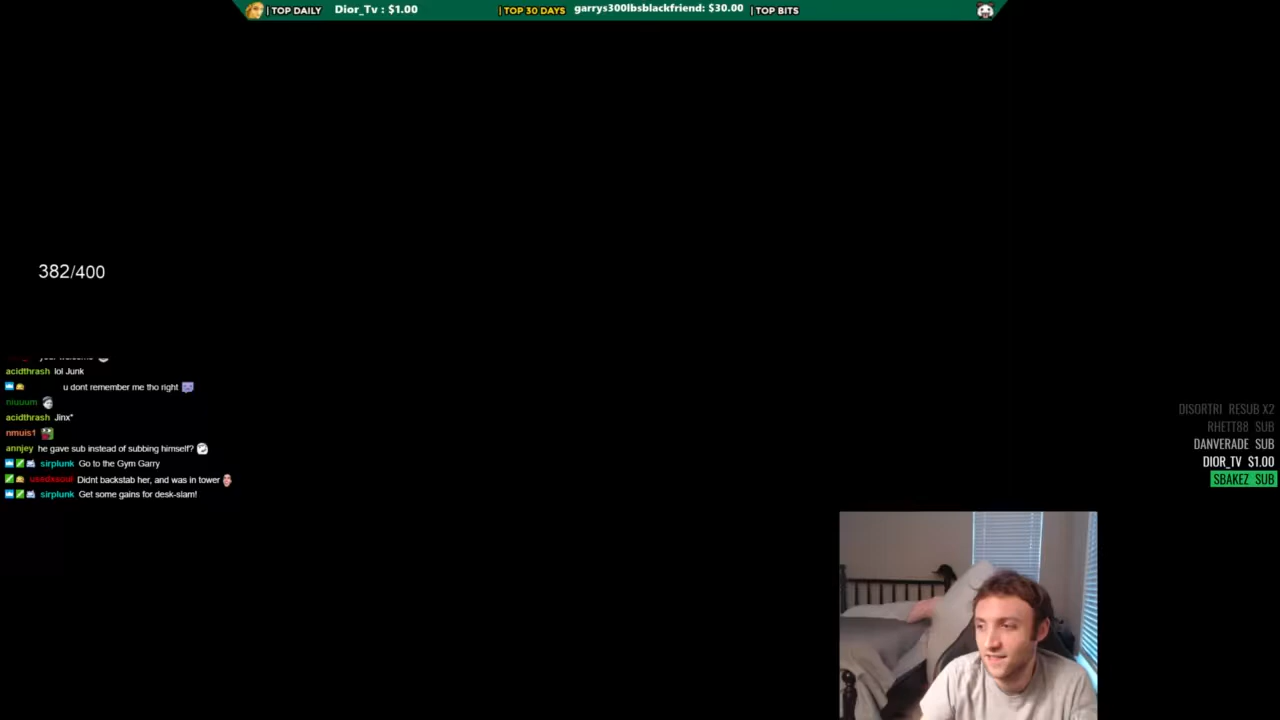 | TOP DAILY Dior_Tv : $1.00 | TOP 30 DAYS garrys300lbsblackfriend: $30.00 | TOP BITS
382/400
acidthrash lol Junk
u dont remember me tho right
niuuum
acidthrash Jinx*
nmuis1
annjey he gave sub instead of subbing himself?
sirplunk Go to the Gym Garry
Didnt backstab her, and was in tower
sirplunk Get some gains for desk-slam!
DISORTRI RESUB X2
RHETT88 SUB
DANVERADE SUB
DIOR_TV $1.00
SBAKEZ SUB